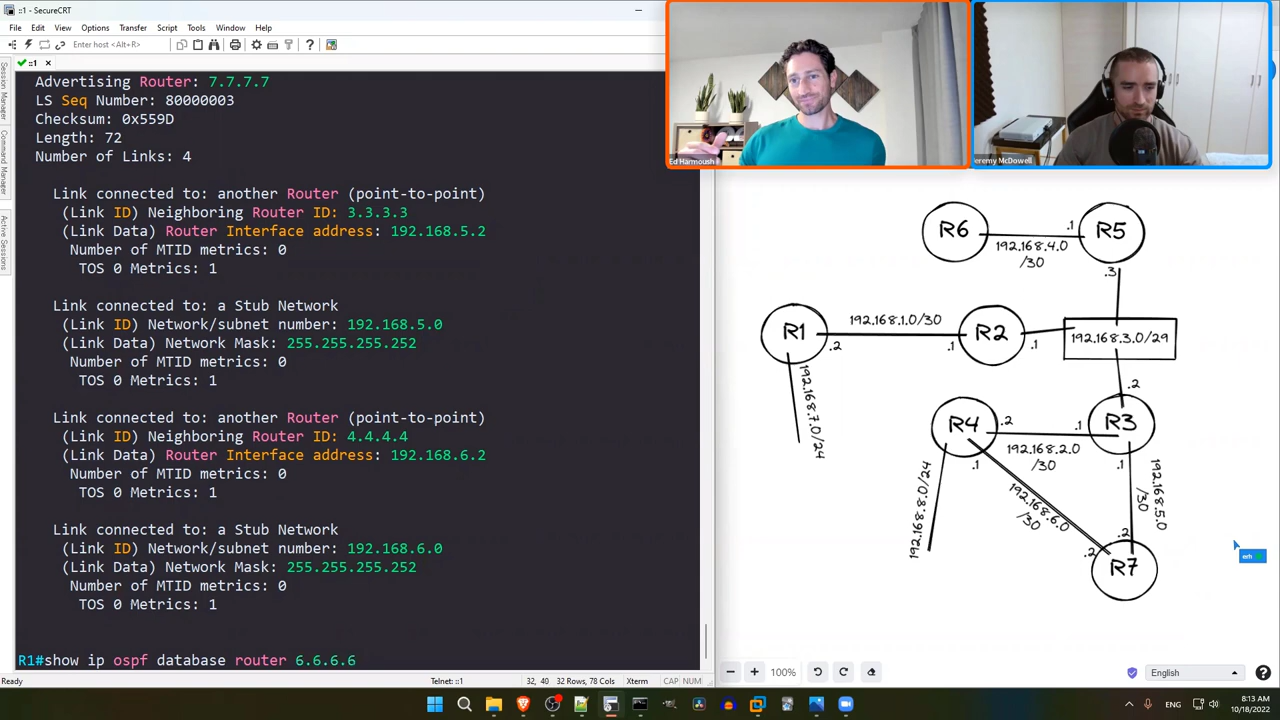 ::1 - SecureCRT
File Edit View Options Transfer Script Tools Window Help
Enter host <Alt+R>
::1
Session Manager
Command Manager
Active Sessions
Advertising Router: 7.7.7.7
LS Seq Number: 80000003
Checksum: 0x559D
Length: 72
Number of Links: 4
Link connected to: another Router (point-to-point)
(Link ID) Neighboring Router ID: 3.3.3.3
(Link Data) Router Interface address: 192.168.5.2
Number of MTID metrics: 0
TOS 0 Metrics: 1
Link connected to: a Stub Network
(Link ID) Network/subnet number: 192.168.5.0
(Link Data) Network Mask: 255.255.255.252
Number of MTID metrics: 0
TOS 0 Metrics: 1
Link connected to: another Router (point-to-point)
(Link ID) Neighboring Router ID: 4.4.4.4
(Link Data) Router Interface address: 192.168.6.2
Number of MTID metrics: 0
TOS 0 Metrics: 1
Link connected to: a Stub Network
(Link ID) Network/subnet number: 192.168.6.0
(Link Data) Network Mask: 255.255.255.252
Number of MTID metrics: 0
TOS 0 Metrics: 1
R1#show ip ospf database router 6.6.6.6
Ready
Telnet: ::1
32, 40
32 Rows, 78 Cols
Xterm
CAP NUM
Ed Harmoush
Jeremy McDowell
R6
192.168.4.0
/30
.1
R5
.3
R1
.2
192.168.1.0/30
.1
R2
.1
192.168.3.0/29
192.168.7.0/24
.2
R4
.2
192.168.2.0
/30
.1
R3
.1
192.168.8.0/24
.1
192.168.6.0
/30
192.168.5.0
/30
.2
.2
R7
100%
English
8:13 AM
10/18/2022